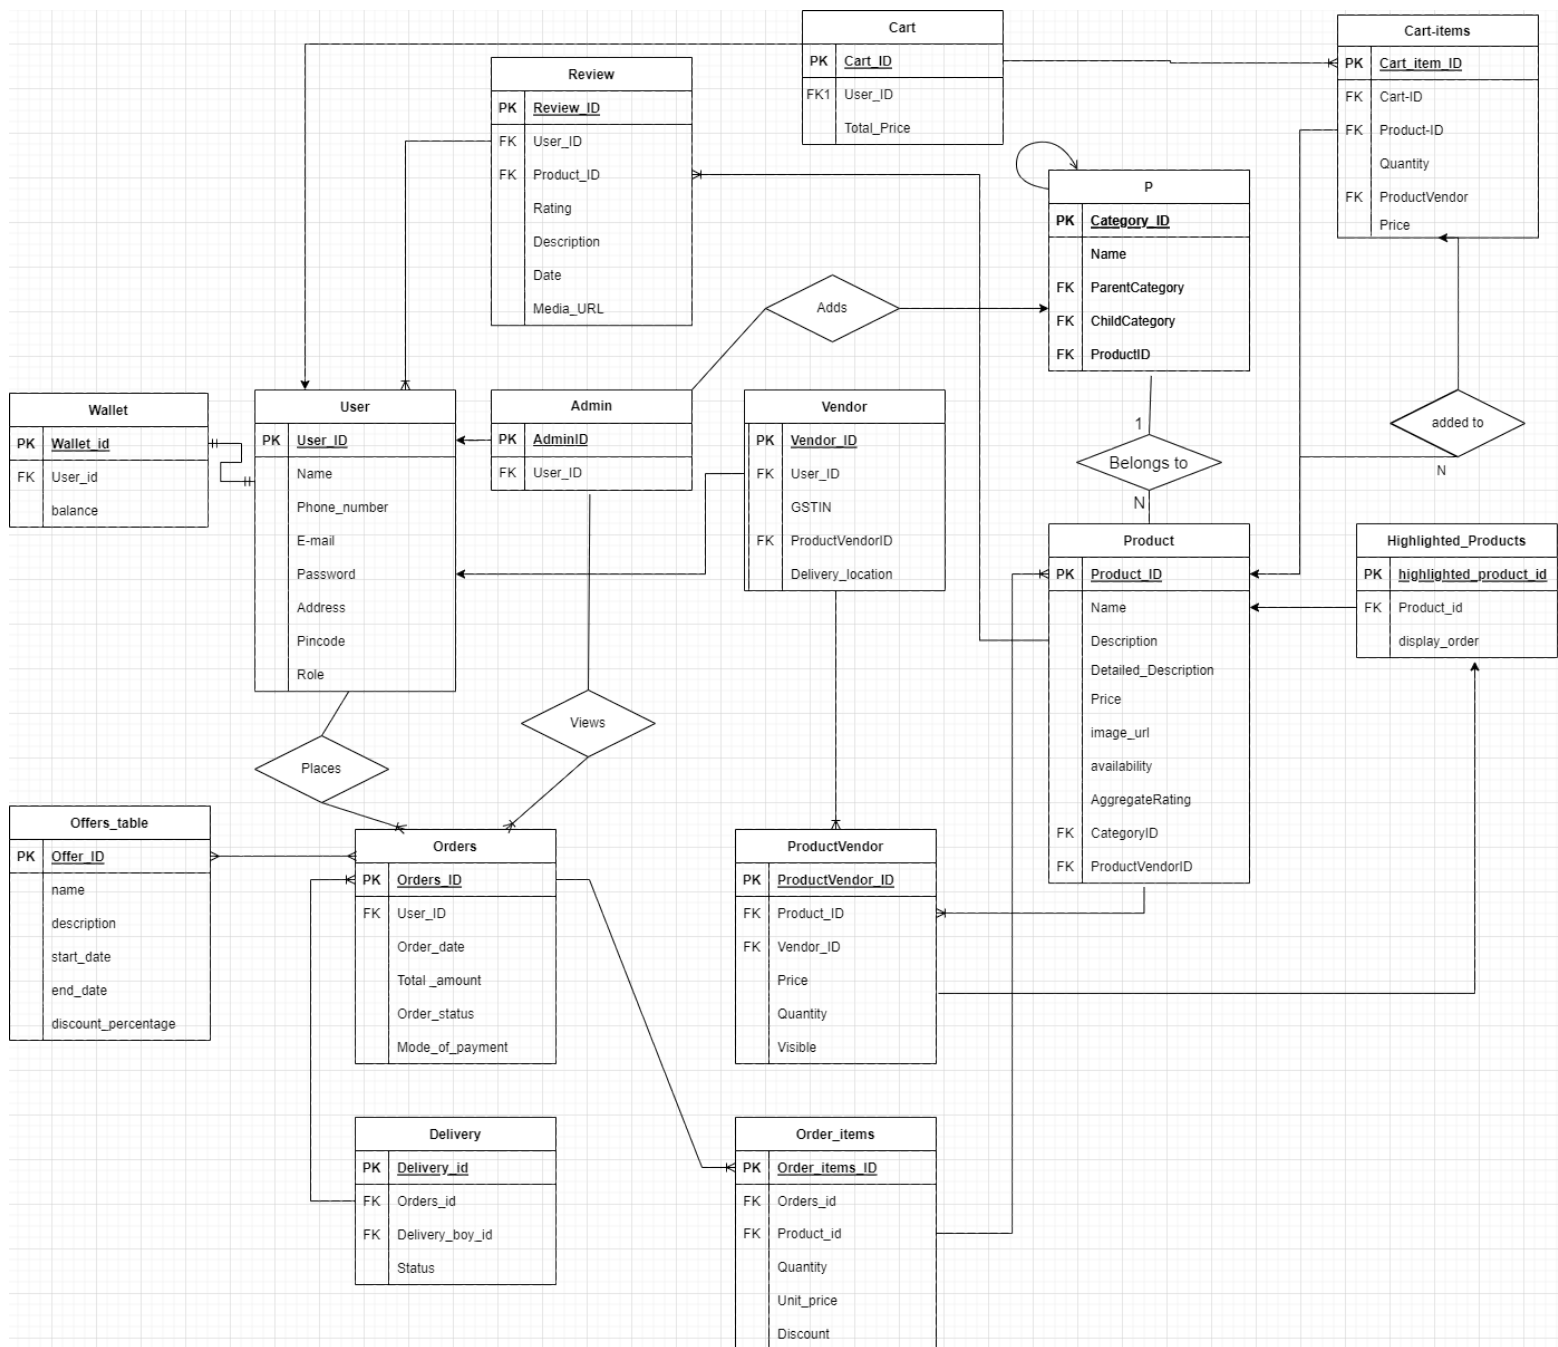 Cart
PK Cart_ID
FK1 User_ID
Total_Price
Cart-items
PK Cart_item_ID
FK Cart-ID
FK Product-ID
Quantity
FK ProductVendor
Price
Review
PK Review_ID
FK User_ID
FK Product_ID
Rating
Description
Date
Media_URL
P
PK Category_ID
Name
FK ParentCategory
FK ChildCategory
FK ProductID
Adds
Wallet
PK Wallet_id
FK User_id
balance
User
PK User_ID
Name
Phone_number
E-mail
Password
Address
Pincode
Role
Admin
PK AdminID
FK User_ID
Vendor
PK Vendor_ID
FK User_ID
GSTIN
FK ProductVendorID
Delivery_location
1
Belongs to
N
added to
N
Product
PK Product_ID
Name
Description
Detailed_Description
Price
image_url
availability
AggregateRating
FK CategoryID
FK ProductVendorID
Highlighted_Products
PK highlighted_product_id
FK Product_id
display_order
Views
Places
Offers_table
PK Offer_ID
name
description
start_date
end_date
discount_percentage
Orders
PK Orders_ID
FK User_ID
Order_date
Total _amount
Order_status
Mode_of_payment
ProductVendor
PK ProductVendor_ID
FK Product_ID
FK Vendor_ID
Price
Quantity
Visible
Delivery
PK Delivery_id
FK Orders_id
FK Delivery_boy_id
Status
Order_items
PK Order_items_ID
FK Orders_id
FK Product_id
Quantity
Unit_price
Discount